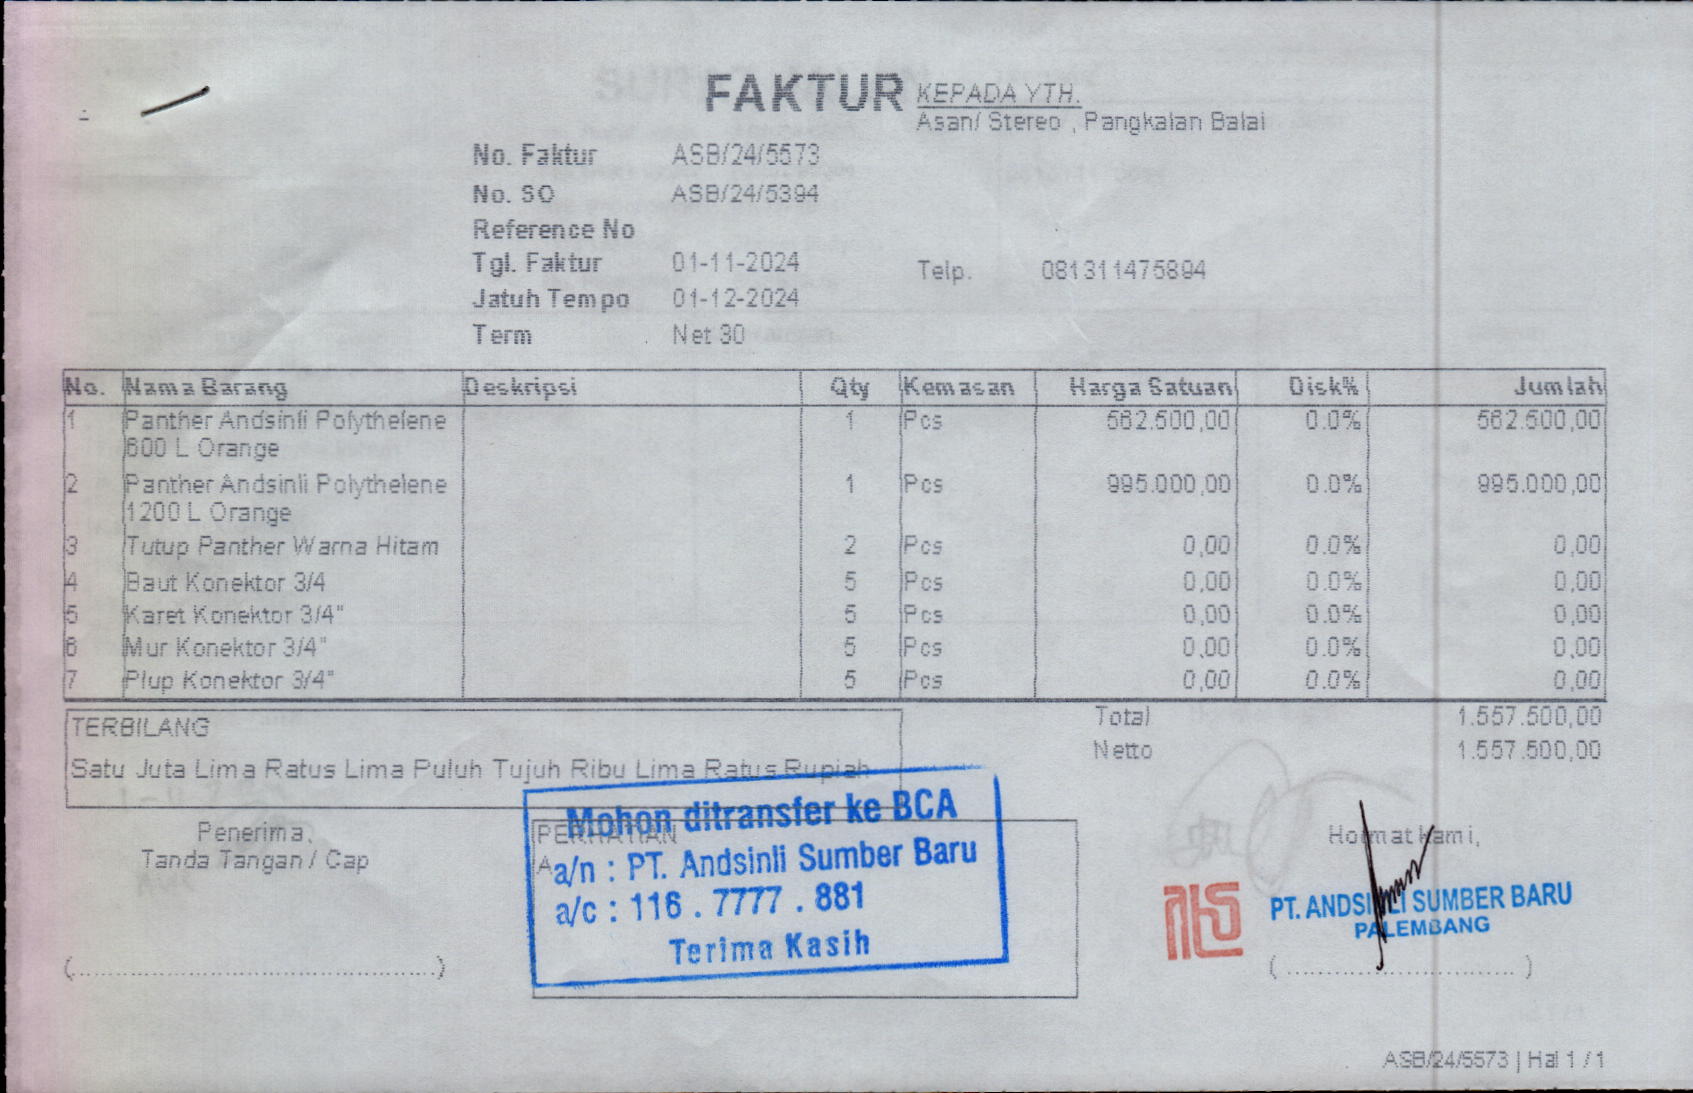 FAKTUR
KEPADA YTH.
Asan/ Stereo , Pangkalan Balai
No. Faktur ASB/24/5573
No. SO ASB/24/5394
Reference No
Tgl. Faktur 01-11-2024
Telp. 081311475894
Jatuh Tempo 01-12-2024
Term Net 30
No. Nama Barang Deskripsi Qty Kemasan Harga Satuan Disk% Jumlah
1 Panther Andsinli Polythelene 1 Pcs 562.500,00 0.0% 562.500,00
600 L Orange
2 Panther Andsinli Polythelene 1 Pcs 995.000,00 0.0% 995.000,00
1200 L Orange
3 Tutup Panther Warna Hitam 2 Pcs 0,00 0.0% 0,00
4 Baut Konektor 3/4 5 Pcs 0,00 0.0% 0,00
5 Karet Konektor 3/4" 5 Pcs 0,00 0.0% 0,00
6 Mur Konektor 3/4" 5 Pcs 0,00 0.0% 0,00
7 Plup Konektor 3/4" 5 Pcs 0,00 0.0% 0,00
Total 1.557.500,00
Netto 1.557.500,00
TERBILANG
Satu Juta Lima Ratus Lima Puluh Tujuh Ribu Lima Ratus Rupiah
Penerima,
Tanda Tangan / Cap
(.......................................)
PERHATIAN
Mohon ditransfer ke BCA
a/n : PT. Andsinli Sumber Baru
a/c : 116 . 7777 . 881
Terima Kasih
Hormat kami,
PT. ANDSINLI SUMBER BARU
PALEMBANG
( ............................ )
ASB/24/5573 | Hal 1 / 1